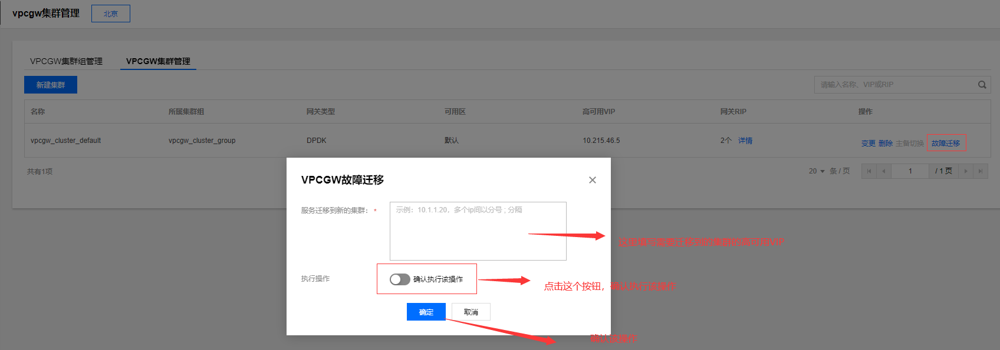 vpcgw集群管理 北京
VPCGW集群组管理 VPCGW集群管理
新建集群 请输入名称、VIP或RIP
名称 所属集群组 网关类型 可用区 高可用VIP 网关RIP 操作
vpcgw_cluster_default vpcgw_cluster_group DPDK 默认 10.215.46.5 2个 详情 变更 删除 主备切换 故障迁移
共有1项 20 条 / 页 1 / 1 页
VPCGW故障迁移
服务迁移到新的集群： * 示例：10.1.1.20，多个ip间以分号 ; 分隔
这里填写需要迁移到的集群的高可用VIP
执行操作 确认执行该操作
点击这个按钮，确认执行该操作
确定 取消
确认该操作